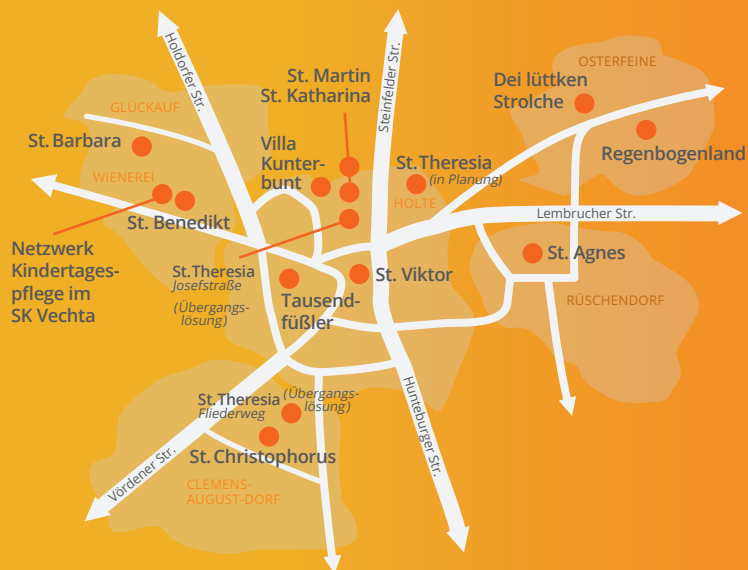 Holdorfer Str.
Steinfelder Str.
OSTERFEINE
St. Martin
St. Katharina
Dei lüttken
Strolche
GLÜCKAUF
St. Barbara
Villa
Kunter-
bunt
St. Theresia
(in Planung)
Regenbogenland
WIENEREI
HOLTE
Lembrucher Str.
St. Benedikt
Netzwerk
Kindertages-
pflege im
SK Vechta
St. Theresia
Josefstraße
(Übergangs-
lösung)
Tausend-
füßler
St. Viktor
St. Agnes
RÜSCHENDORF
St. Theresia
Fliederweg
(Übergangs-
lösung)
Hunteburger Str.
St. Christophorus
Vördener Str.
CLEMENS-
AUGUST-DORF